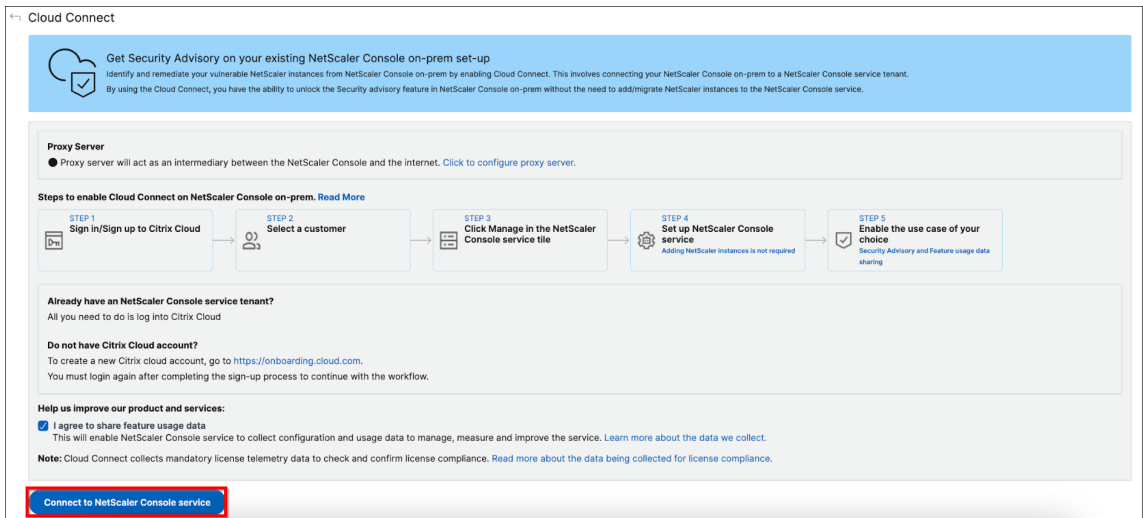 Cloud Connect
Get Security Advisory on your existing NetScaler Console on-prem set-up
Identify and remediate your vulnerable NetScaler instances from NetScaler Console on-prem by enabling Cloud Connect. This involves connecting your NetScaler Console on-prem to a NetScaler Console service tenant.
By using the Cloud Connect, you have the ability to unlock the Security advisory feature in NetScaler Console on-prem without the need to add/migrate NetScaler instances to the NetScaler Console service.
Proxy Server
Proxy server will act as an intermediary between the NetScaler Console and the internet. Click to configure proxy server.
Steps to enable Cloud Connect on NetScaler Console on-prem. Read More
STEP 1
Sign in/Sign up to Citrix Cloud
STEP 2
Select a customer
STEP 3
Click Manage in the NetScaler
Console service tile
STEP 4
Set up NetScaler Console
service
Adding NetScaler instances is not required
STEP 5
Enable the use case of your
choice
Security Advisory and Feature usage data
sharing
Already have an NetScaler Console service tenant?
All you need to do is log into Citrix Cloud
Do not have Citrix Cloud account?
To create a new Citrix cloud account, go to https://onboarding.cloud.com.
You must login again after completing the sign-up process to continue with the workflow.
Help us improve our product and services:
I agree to share feature usage data
This will enable NetScaler Console service to collect configuration and usage data to manage, measure and improve the service. Learn more about the data we collect.
Note: Cloud Connect collects mandatory license telemetry data to check and confirm license compliance. Read more about the data being collected for license compliance.
Connect to NetScaler Console service